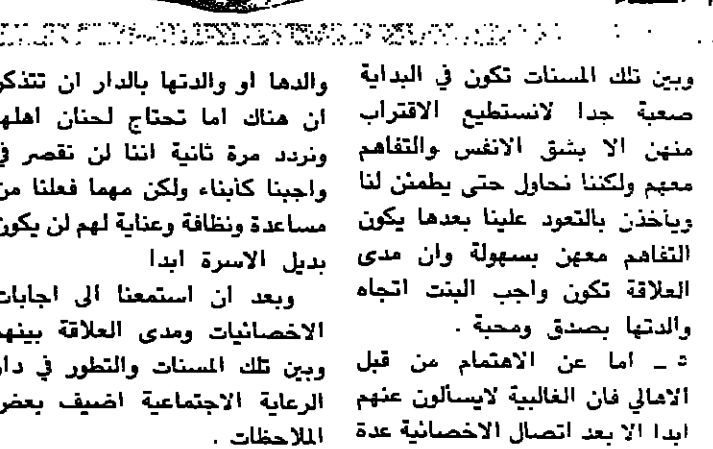 وبين تلك المسنات تكون في البداية
صعبة جدا لانستطيع الاقتراب
منهن الا بشق الانفس والتفاهم
معهم ولكننا نحاول حتى يطمئن لنا
وياخذن بالتعود علينا بعدها يكون
التفاهم معهن بسهولة وان مدى
العلاقة تكون واجب البنت اتجاه
والدتها بصدق ومحبة .
ـ اما عن الاهتمام من قبل
الاهالي فان الغالبية لايسألون عنهم
ابدا الا بعد اتصال الاخصائية عدة
والدها او والدتها بالدار ان تتذكر
ان هناك اما تحتاج لحنان اهلها
ونردد مرة ثانية اننا لن نقصر في
واجبنا كأبناء ولكن مهما فعلنا من
مساعدة ونظافة وعناية لهم لن يكون
بديل الاسرة ابدا
وبعد ان استمعنا الى اجابات
الاخصائيات ومدى العلاقة بينهم
وبين تلك المسنات والتطور في دار
الرعاية الاجتماعية اضيف بعض
الملاحظات .